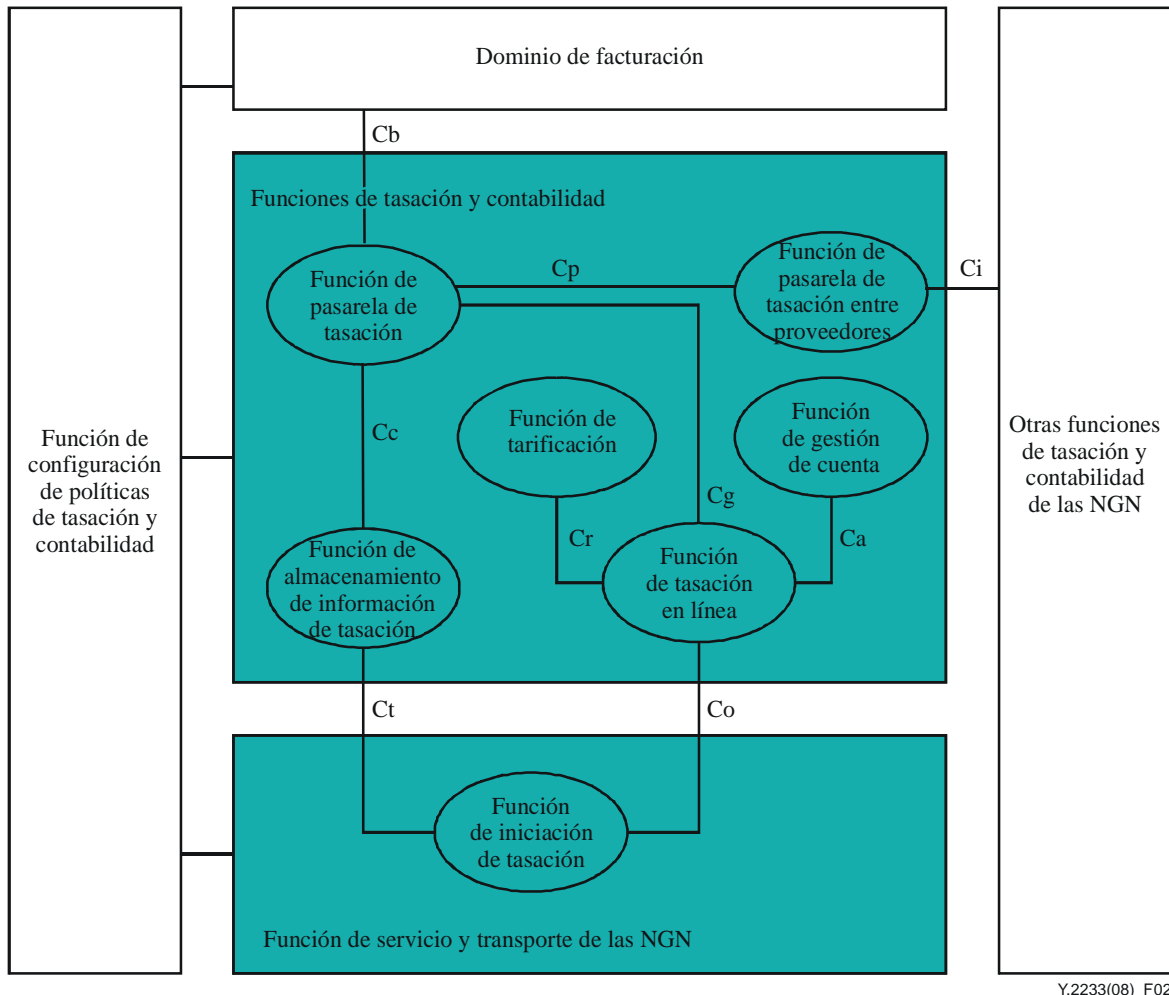 Dominio de facturación
Cb
Funciones de tasación y contabilidad
Función de
pasarela de
tasación
Cp
Función de
pasarela de
tasación entre
proveedores
Ci
Función de
configuración
de políticas
de tasación y
contabilidad
Cc
Función de
tarificación
Función
de gestión
de cuenta
Otras funciones
de tasación y
contabilidad
de las NGN
Cg
Cr
Ca
Función de
almacenamiento
de información
de tasación
Función
de tasación
en línea
Ct
Co
Función
de iniciación
de tasación
Función de servicio y transporte de las NGN
Y.2233(08)_F02